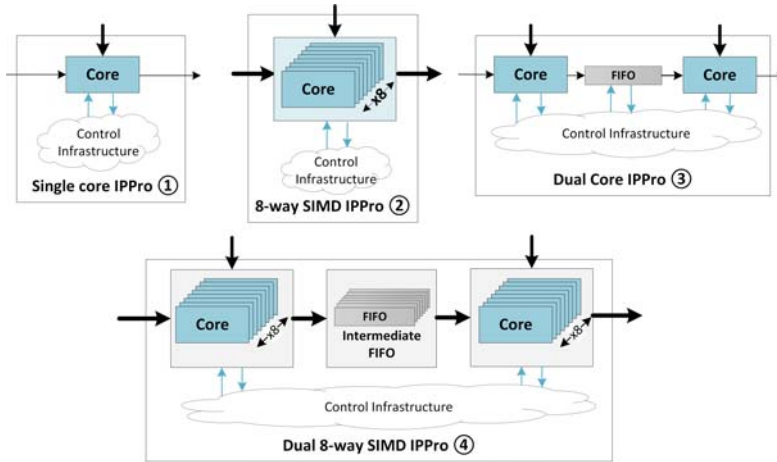 Core
Control
Infrastructure
Single core IPPro ①
Core
x8
Control
Infrastructure
8-way SIMD IPPro ②
Core
FIFO
Core
Control Infrastructure
Dual Core IPPro ③
Core
x8
FIFO
Intermediate
FIFO
Core
x8
Control Infrastructure
Dual 8-way SIMD IPPro ④